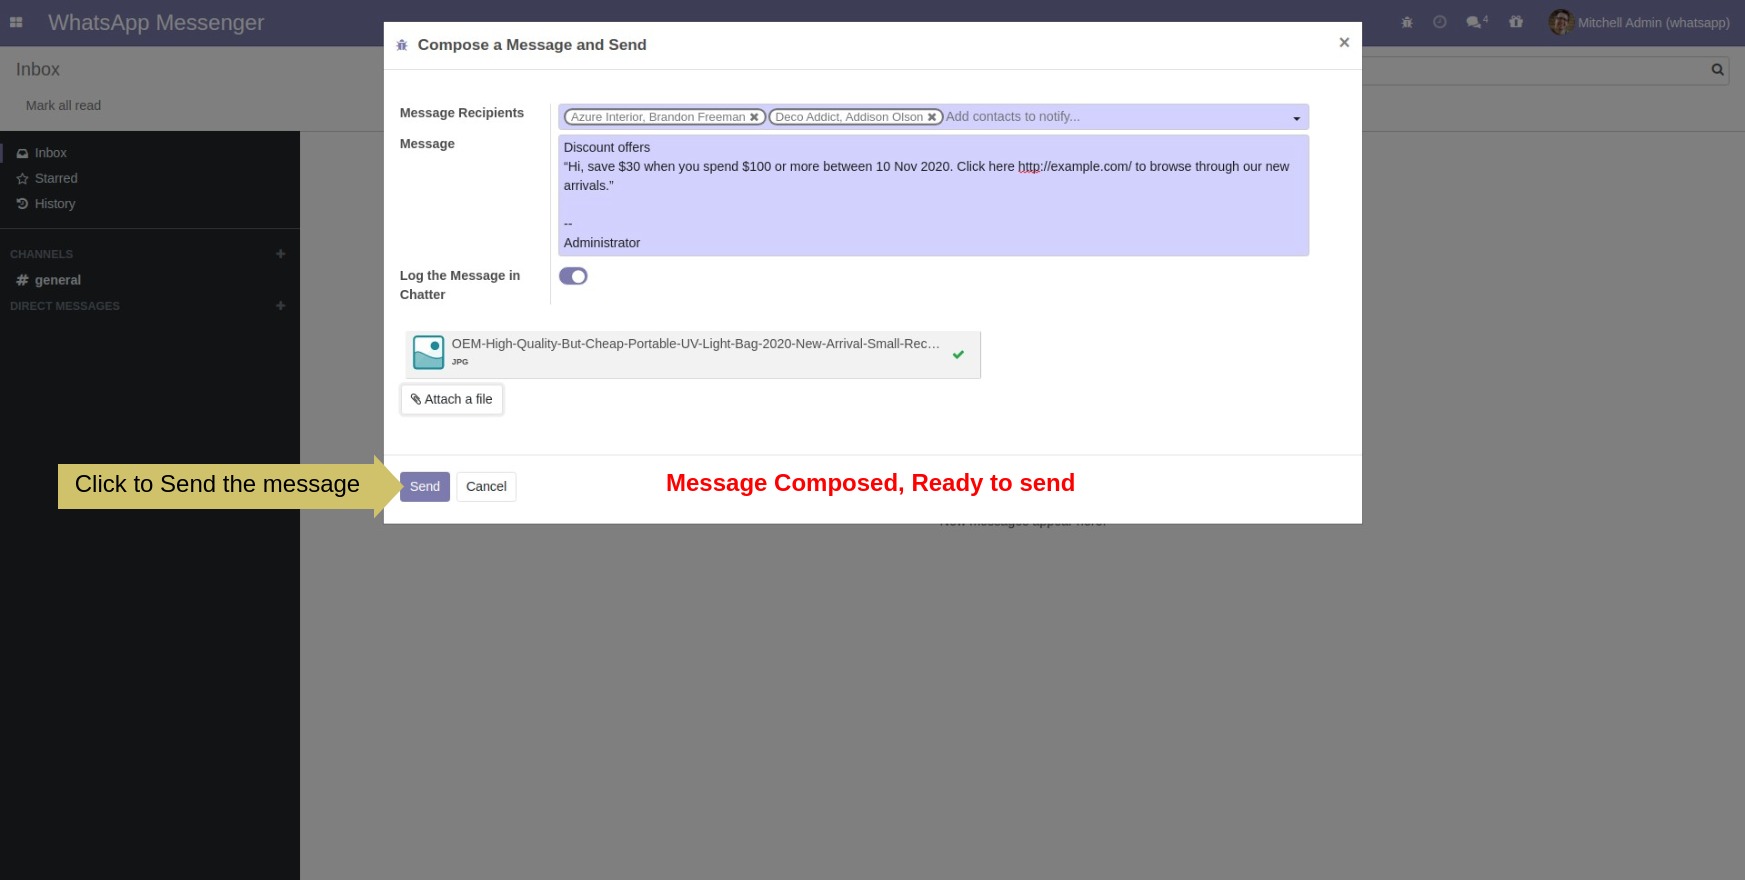 WhatsApp Messenger
4
Mitchell Admin (whatsapp)
Inbox
Mark all read
Inbox
Starred
History
CHANNELS
# general
DIRECT MESSAGES
Compose a Message and Send
×
Message Recipients
Azure Interior, Brandon Freeman
Deco Addict, Addison Olson
Add contacts to notify...
Message
Discount offers
“Hi, save $30 when you spend $100 or more between 10 Nov 2020. Click here http://example.com/ to browse through our new
arrivals.”
--
Administrator
Log the Message in
Chatter
OEM-High-Quality-But-Cheap-Portable-UV-Light-Bag-2020-New-Arrival-Small-Rec…
JPG
Attach a file
Click to Send the message
Send
Cancel
Message Composed, Ready to send
New messages appear here.